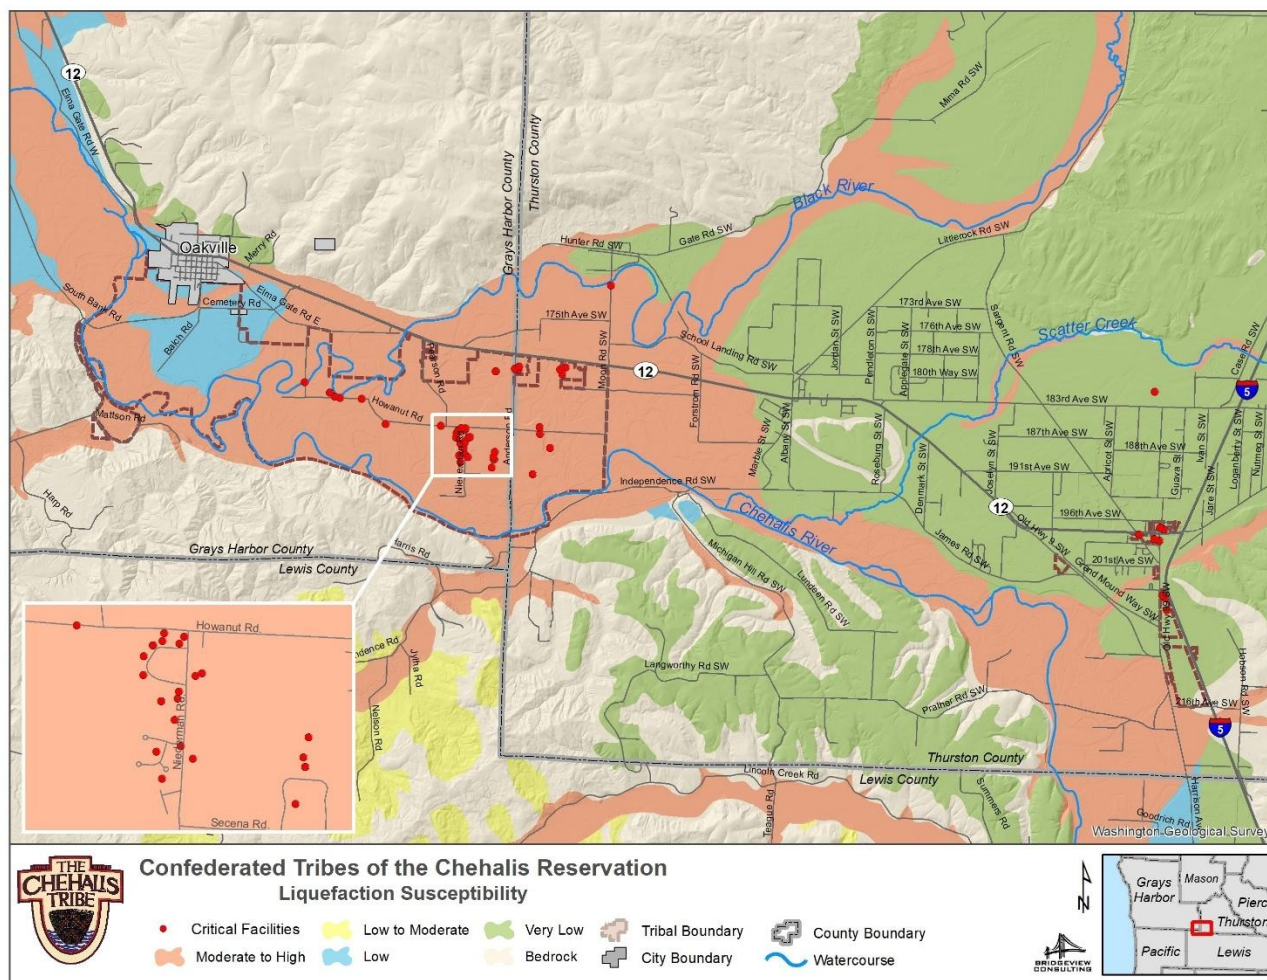 12
Elma Gate Rd W
Mima Rd SW
Grays Harbor County
Thurston County
Black River
Oakville
Merry Rd
Hunter Rd SW
Gate Rd SW
Littlerock Rd SW
South Bank Rd
Cemetery Rd
Elma Gate Rd E
Balch Rd
175th Ave SW
School Landing Rd SW
Moon Rd SW
173rd Ave SW
176th Ave SW
178th Ave SW
180th Way SW
Jordan St SW
Pendleton St SW
Applegate St SW
Sargent Rd SW
Scatter Creek
Case Rd SW
12
5
183rd Ave SW
Mattson Rd
Howanut Rd
Anderson Rd
Forstrom Rd SW
Marble St SW
Albany St SW
Roseburg St SW
Denmark St SW
Joselyn St SW
187th Ave SW
188th Ave SW
191st Ave SW
Apricot St SW
Guava St SW
Ivan St SW
Jare St SW
Loganberry St SW
Nutmeg St SW
Harp Rd
Independence Rd SW
Chehalis River
12
196th Ave SW
Old Hwy 9 SW
201st Ave SW
Grand Mound Way SW
James Rd SW
Michigan Hill Rd SW
Lundeen Rd SW
Grays Harbor County
Lewis County
Harris Rd
Old Hwy 99 SW
Hobson Rd SW
216th Ave SW
5
Howanut Rd.
Niederman Rd.
Secena Rd.
Jytha Rd
Nelson Rd
Langworthy Rd SW
Prather Rd SW
Thurston County
Lewis County
Lincoln Creek Rd
Teague Rd
Summers Rd
Goodrich Rd
Harrison Ave
Washington Geological Survey
THE
CHEHALIS
TRIBE
Confederated Tribes of the Chehalis Reservation
Liquefaction Susceptibility
Critical Facilities
Low to Moderate
Very Low
Tribal Boundary
County Boundary
Moderate to High
Low
Bedrock
City Boundary
Watercourse
N
BRIDGEVIEW
CONSULTING
Grays
Harbor
Mason
Pierc
Thurston
Pacific
Lewis